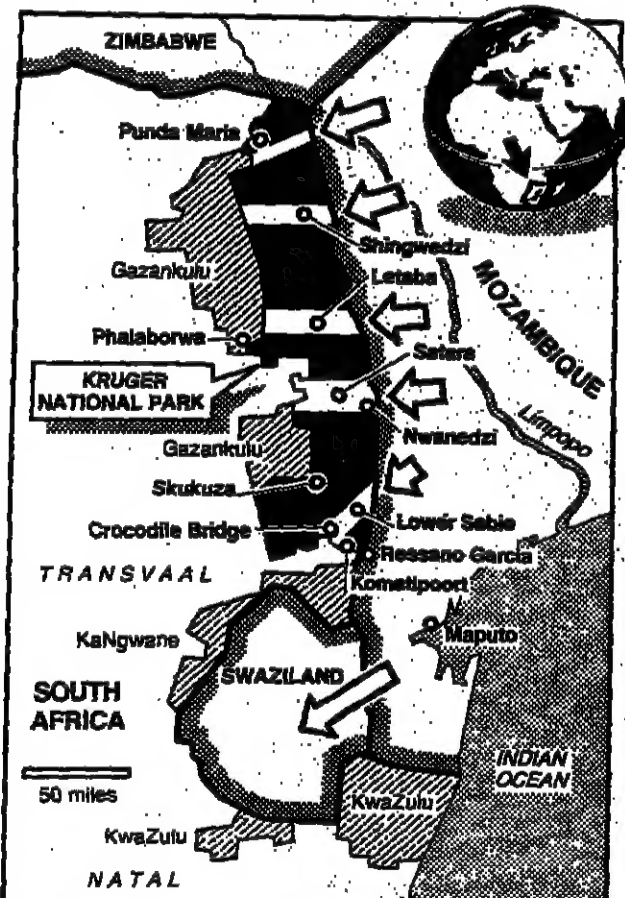 ZIMBABWE
Punda Maria
Shingwedzi
Gazankulu
Letaba
MOZAMBIQUE
Phalaborwa
Satara
KRUGER
NATIONAL PARK
Limpopo
Nwanedzi
Gazankulu
Skukuza
Lower Sabie
Crocodile Bridge
Ressano Garcia
TRANSVAAL
Komatipoort
KaNgwane
Maputo
SWAZILAND
SOUTH
AFRICA
INDIAN
OCEAN
50 miles
KwaZulu
KwaZulu
NATAL